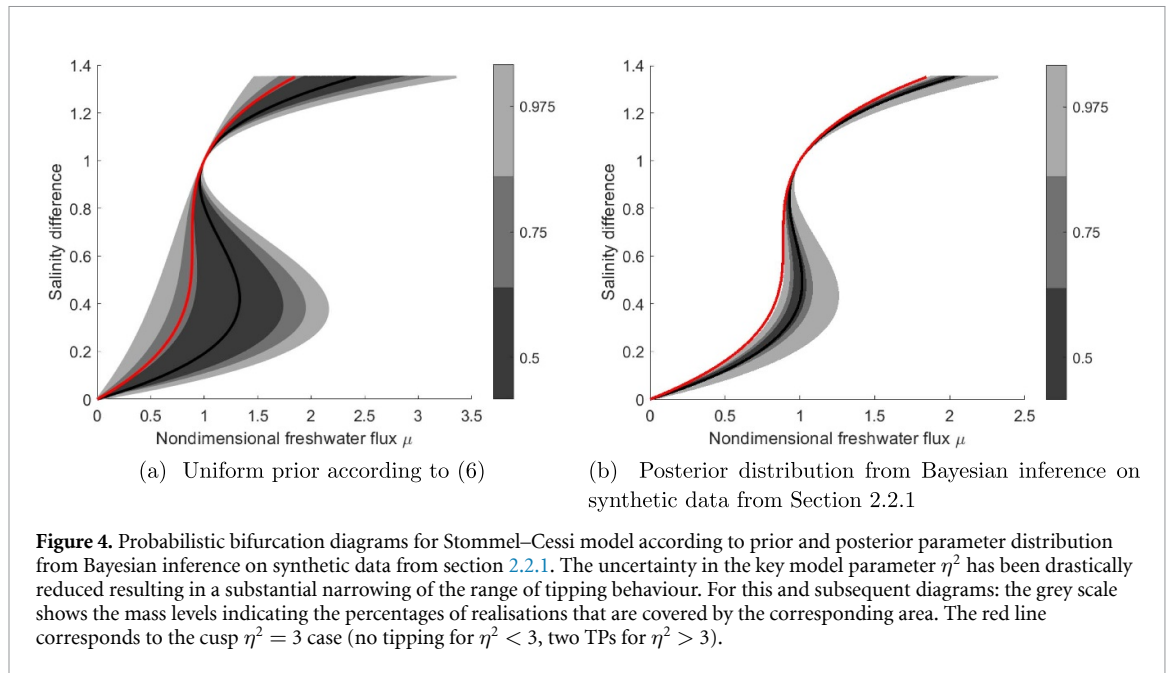 1.4
1.2
1
0.8
0.6
0.4
0.2
0
Salinity difference
0 0.5 1 1.5 2 2.5 3 3.5
Nondimensional freshwater flux μ
0.975
0.75
0.5
(a) Uniform prior according to (6)
1.4
1.2
1
0.8
0.6
0.4
0.2
0
Salinity difference
0 0.5 1 1.5 2 2.5
Nondimensional freshwater flux μ
0.975
0.75
0.5
(b) Posterior distribution from Bayesian inference on
synthetic data from Section 2.2.1
Figure 4. Probabilistic bifurcation diagrams for Stommel–Cessi model according to prior and posterior parameter distribution
from Bayesian inference on synthetic data from section 2.2.1. The uncertainty in the key model parameter η² has been drastically
reduced resulting in a substantial narrowing of the range of tipping behaviour. For this and subsequent diagrams: the grey scale
shows the mass levels indicating the percentages of realisations that are covered by the corresponding area. The red line
corresponds to the cusp η² = 3 case (no tipping for η² < 3, two TPs for η² > 3).